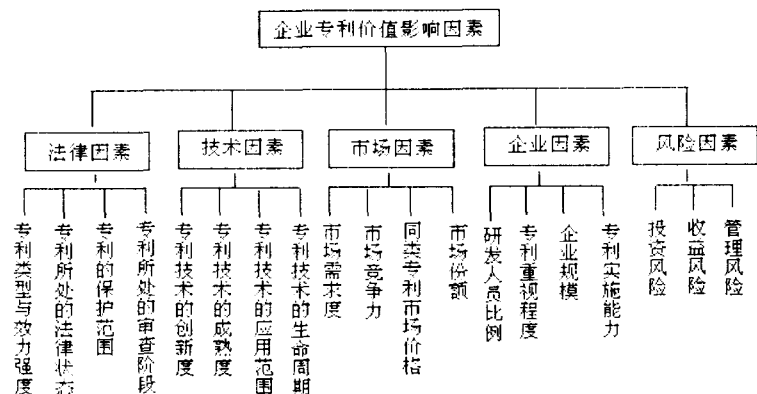 企业专利价值影响因素
法律因素
技术因素
市场因素
企业因素
风险因素
专利类型与效力强度
专利所处的法律状态
专利的保护范围
专利所处的审查阶段
专利技术的创新度
专利技术的成熟度
专利技术的应用范围
专利技术的生命周期
市场需求度
市场竞争力
同类专利市场价格
市场份额
研发人员比例
专利重视程度
企业规模
专利实施能力
投资风险
收益风险
管理风险